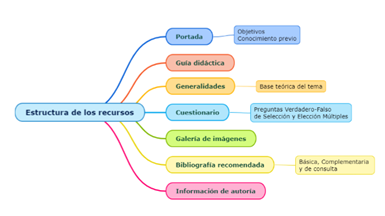 Estructura de los recursos
Portada
Objetivos
Conocimiento previo
Guía didáctica
Generalidades
Base teórica del tema
Cuestionario
Preguntas Verdadero-Falso
de Selección y Elección Múltiples
Galería de imágenes
Bibliografía recomendada
Básica, Complementaria
y de consulta
Información de autoría